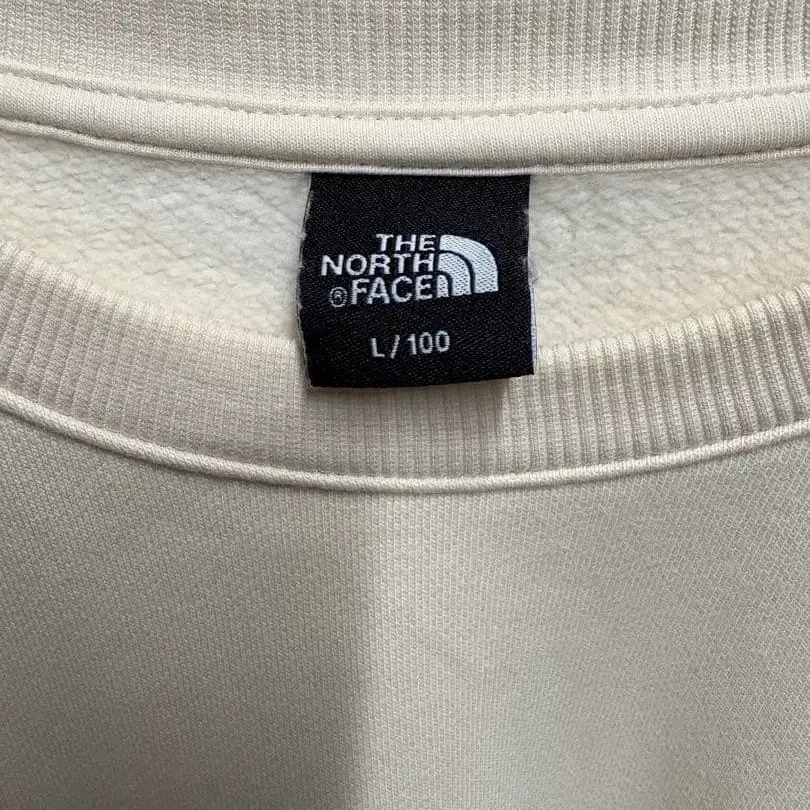 THE
NORTH
® FACE
L/100